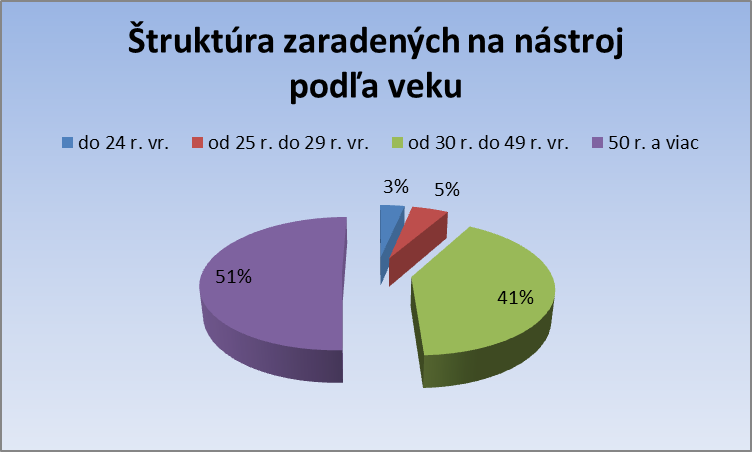 Štruktúra zaradených na nástroj
podľa veku
do 24 r. vr. od 25 r. do 29 r. vr. od 30 r. do 49 r. vr. 50 r. a viac
3%
5%
51%
41%